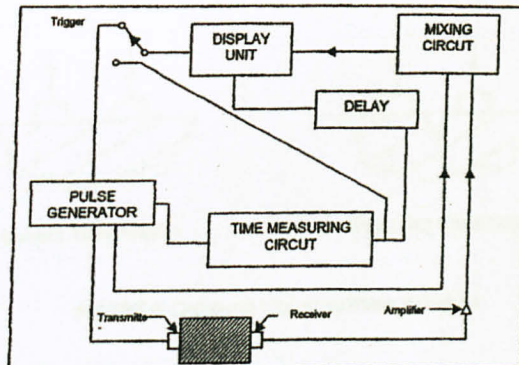 Trigger
DISPLAY
UNIT
MIXING
CIRCUT
DELAY
PULSE
GENERATOR
TIME MEASURING
CIRCUT
Transmitte
Receiver
Amplifier